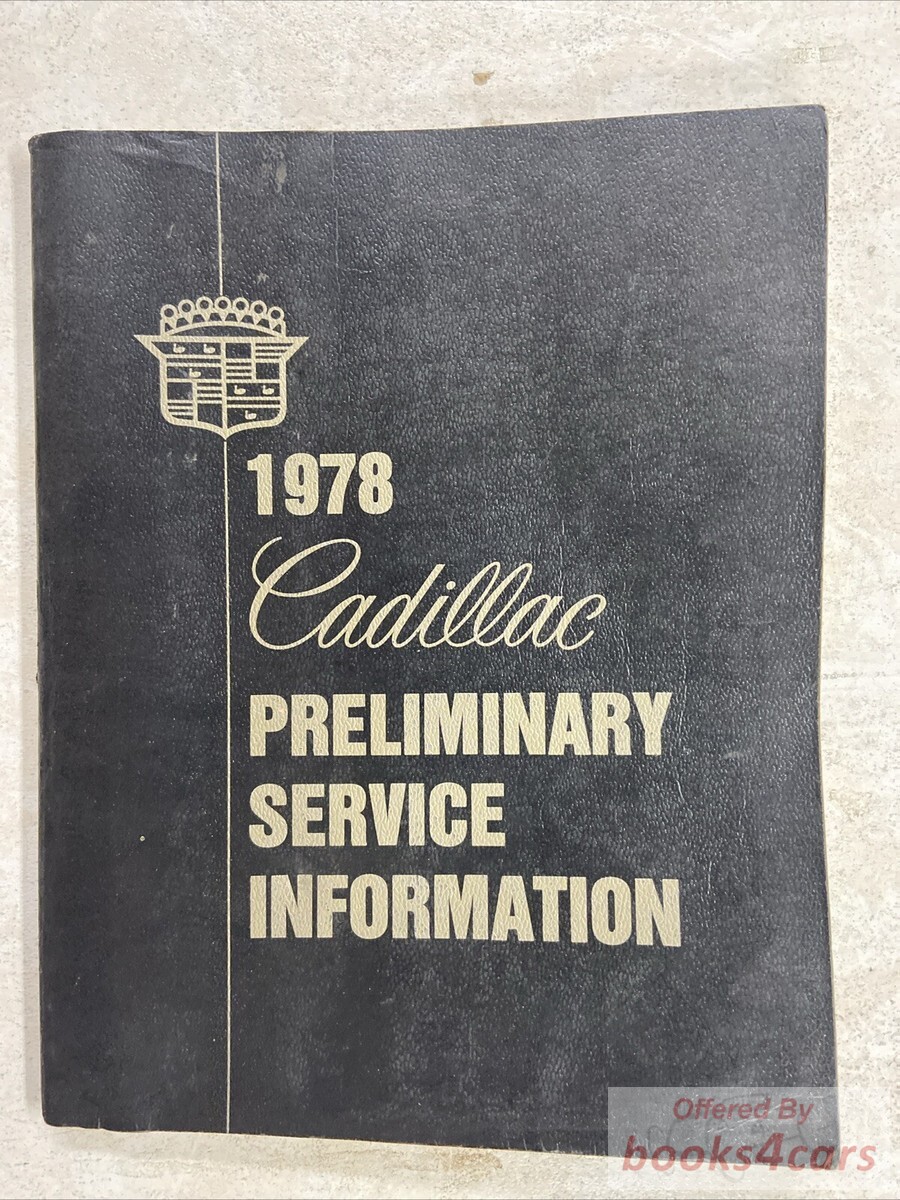 1978
Cadillac
PRELIMINARY
SERVICE
INFORMATION
Offered By
books4cars